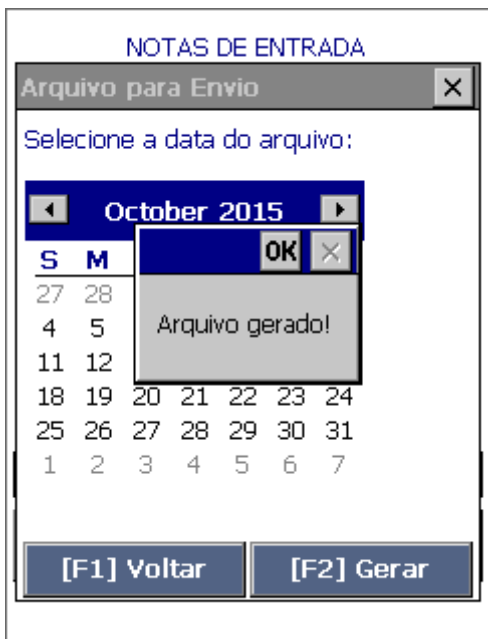 NOTAS DE ENTRADA
Arquivo para Envio
Selecione a data do arquivo:
October 2015
OK
S M
27 28
Arquivo gerado!
4 5
11 12
18 19 20 21 22 23 24
25 26 27 28 29 30 31
1 2 3 4 5 6 7
[F1] Voltar [F2] Gerar